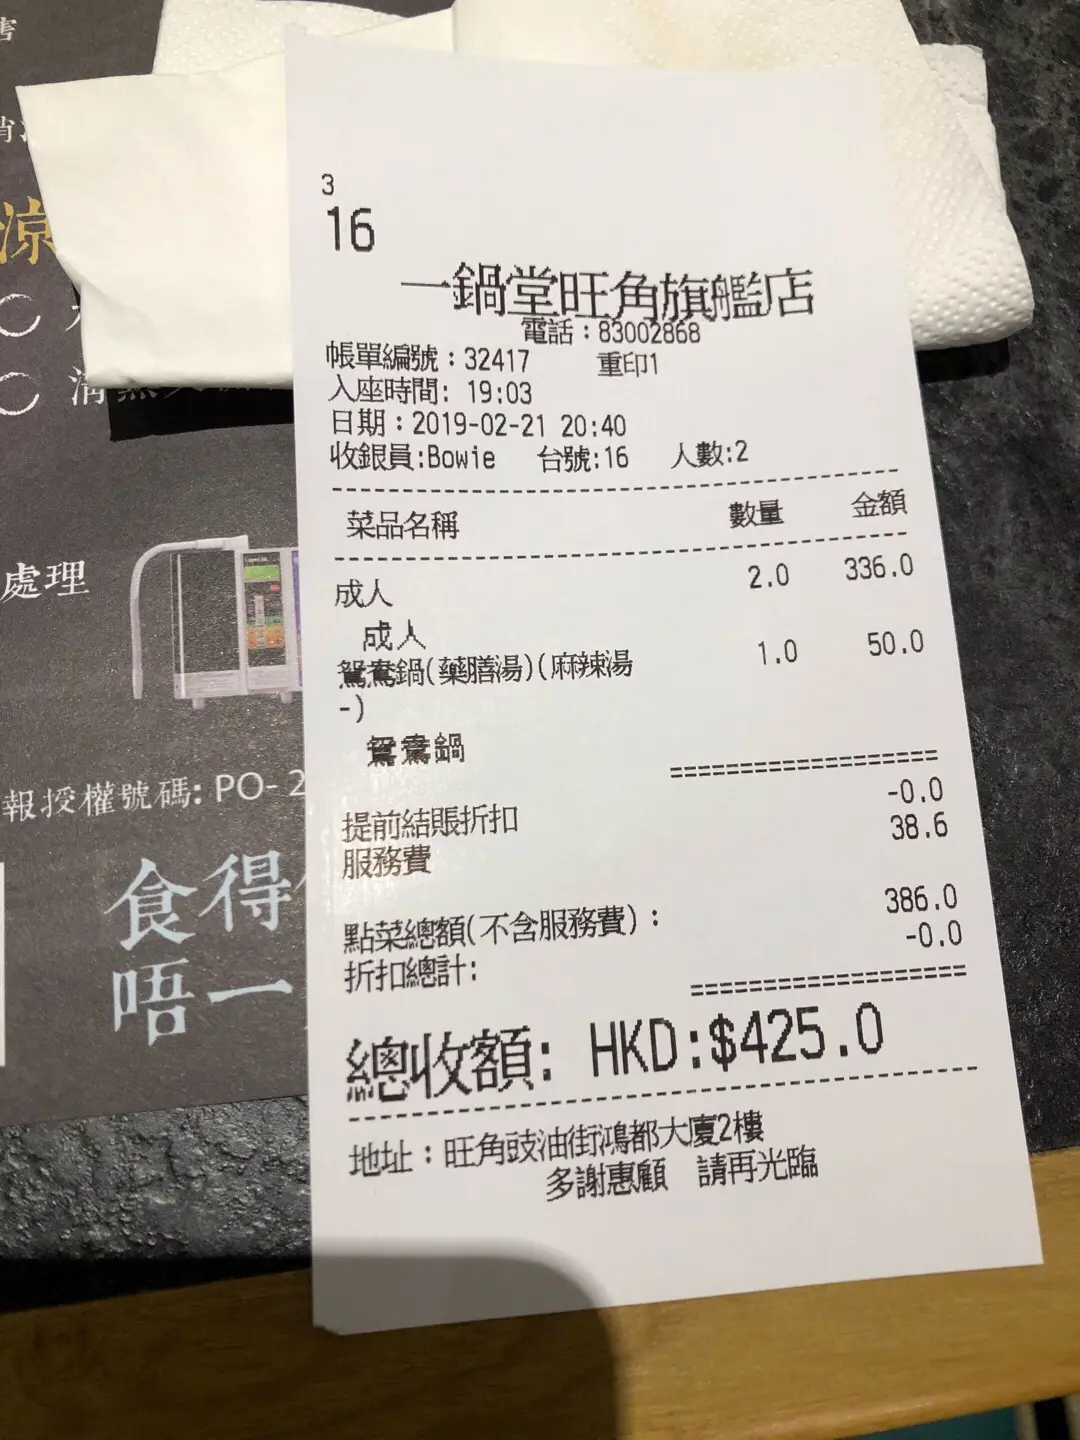 3
16
一鍋堂旺角旗艦店
電話：83002868
帳單編號：32417 重印1
入座時間: 19:03
日期：2019-02-21 20:40
收銀員:Bowie 台號:16 人數:2
菜品名稱 數量 金額
成人 2.0 336.0
成人
鴛鴦鍋(藥膳湯)(麻辣湯 1.0 50.0
-)
鴛鴦鍋
提前結賬折扣 -0.0
服務費 38.6
點菜總額(不含服務費)： 386.0
折扣總計: -0.0
總收額: HKD:$425.0
地址：旺角豉油街鴻都大廈2樓
多謝惠顧 請再光臨
涼
處理
報授權號碼: PO-2
食得
唔一